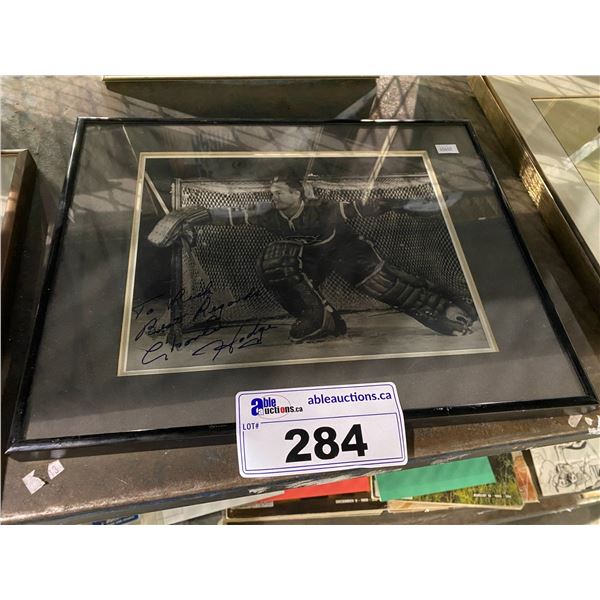 To Rick
Best Regards
Charlie Hodge
able auctions.ca
ableauctions.ca
LOT#
284